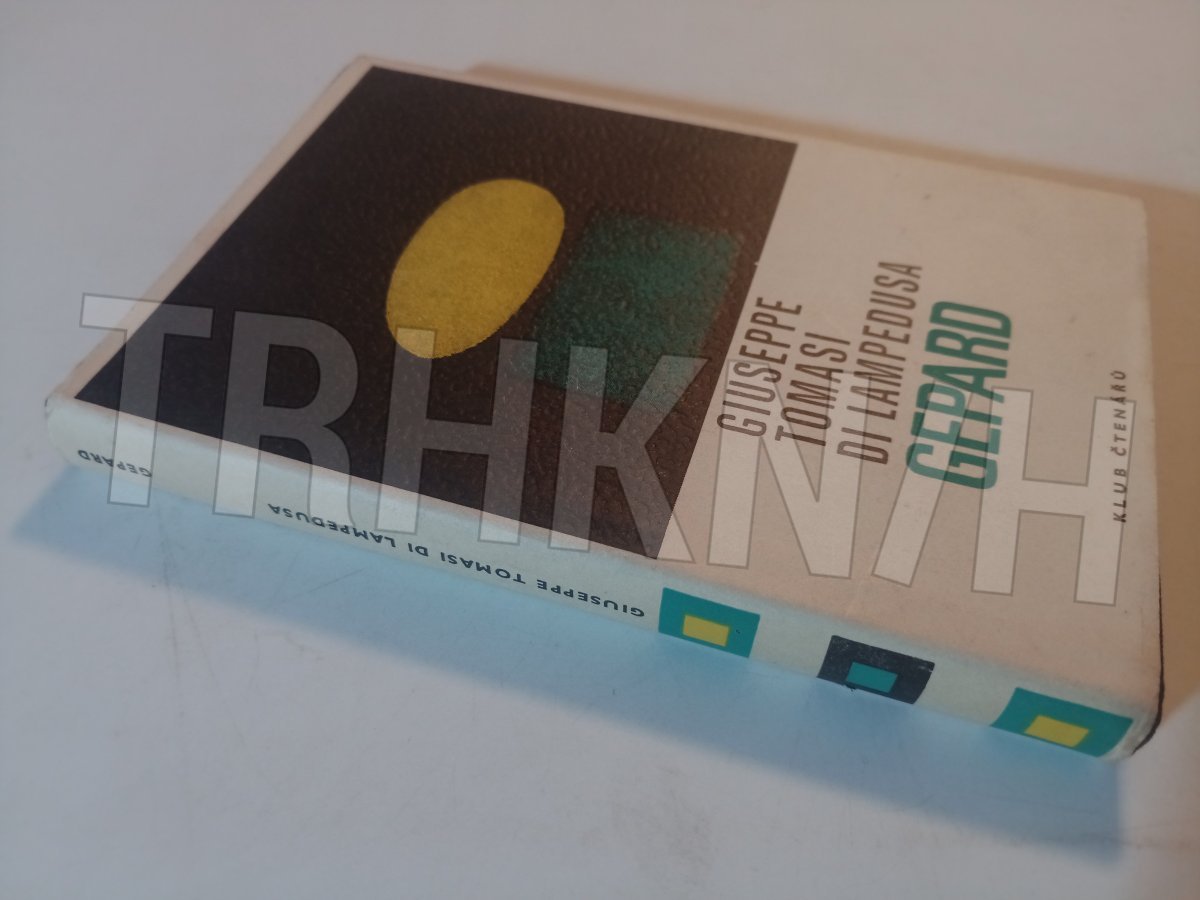 GIUSEPPE
TOMASI
DI LAMPEDUSA
GEPARD
KLUB ČTENÁŘŮ
GIUSEPPE TOMASI DI LAMPEDUSA
GEPARD
TRHKNIH